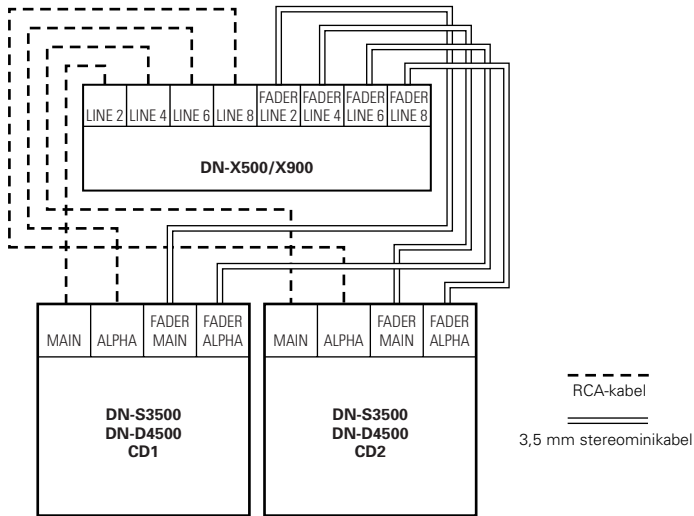 LINE 2 LINE 4 LINE 6 LINE 8 FADER LINE 2 FADER LINE 4 FADER LINE 6 FADER LINE 8
DN-X500/X900
MAIN ALPHA FADER MAIN FADER ALPHA
DN-S3500
DN-D4500
CD1
MAIN ALPHA FADER MAIN FADER ALPHA
DN-S3500
DN-D4500
CD2
RCA-kabel
3,5 mm stereominikabel